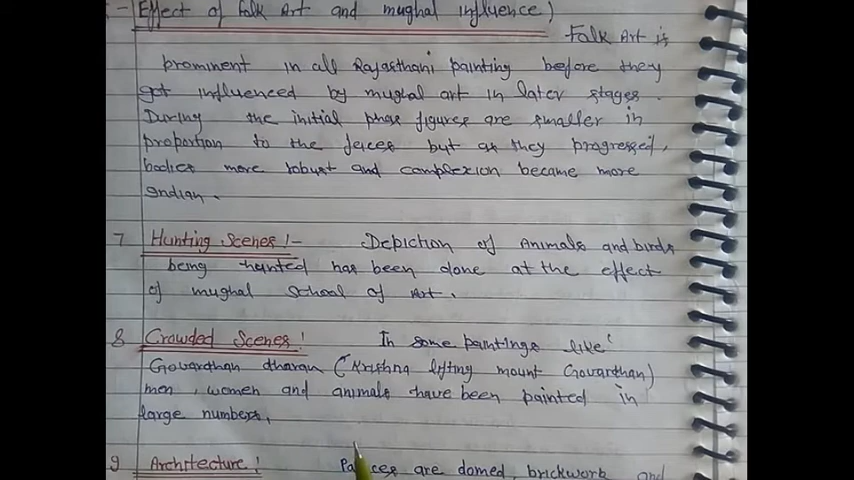 :- Effect of Folk Art and mughal influence)
Folk Art is
prominent in all Rajasthani painting before they
got influenced by mughal art in later stages.
During the initial phas figures are smaller in
proportion to the feices but as they progressed,
bodies more robust and complexion became more
Indian.
7 Hunting Scenes!- Depiction of Animals and birds
being hunted has been done at the effect
of mughal School of Art.
8 Crowded Scenes! In some paintings like'
Govardhan dharan (Krishna lifting mount Govardhan)
men, women and animals have been painted in
large numbers,
9 Architecture! are domed, brickwork and